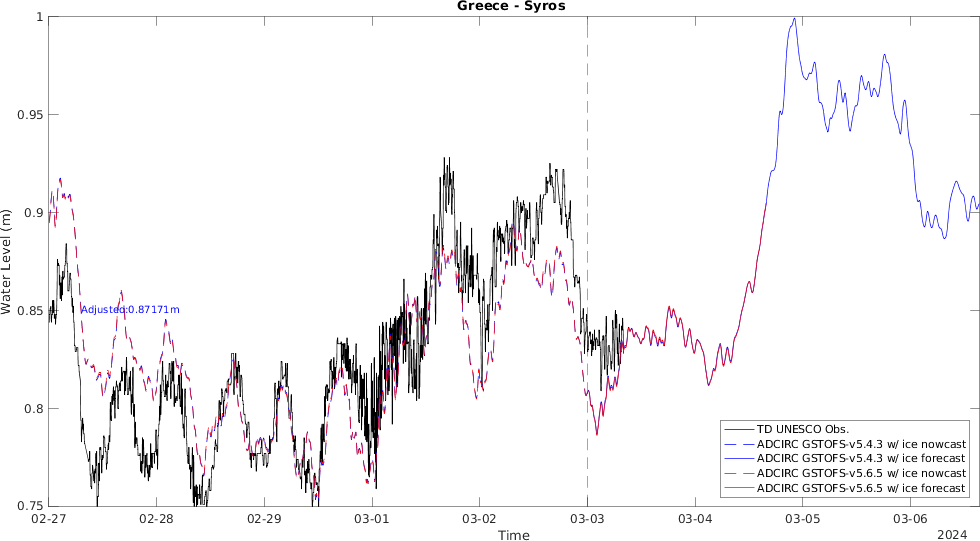 Greece - Syros
1
0.95
0.9
0.85
0.8
0.75
Water Level (m)
Adjusted:0.87171m
TD UNESCO Obs.
ADCIRC GSTOFS-v5.4.3 w/ ice nowcast
ADCIRC GSTOFS-v5.4.3 w/ ice forecast
ADCIRC GSTOFS-v5.6.5 w/ ice nowcast
ADCIRC GSTOFS-v5.6.5 w/ ice forecast
02-27 02-28 02-29 03-01 03-02 03-03 03-04 03-05 03-06
Time
2024